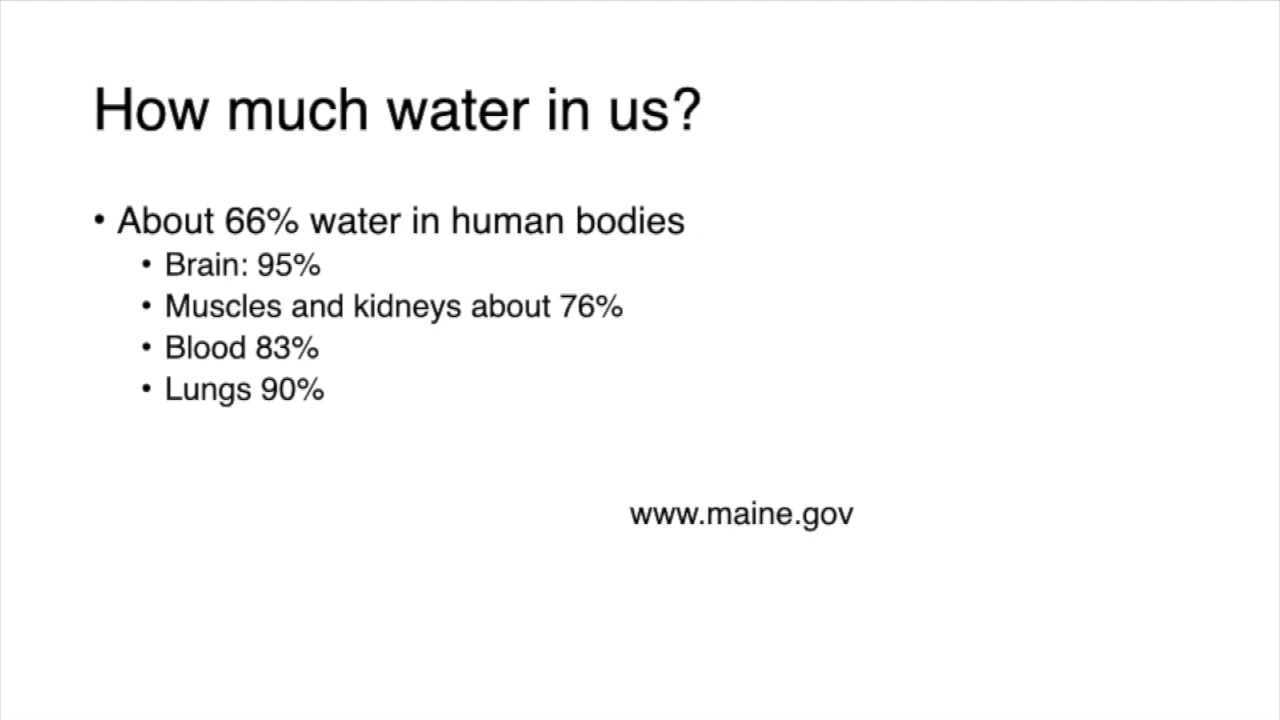 How much water in us?
• About 66% water in human bodies
• Brain: 95%
• Muscles and kidneys about 76%
• Blood 83%
• Lungs 90%
www.maine.gov